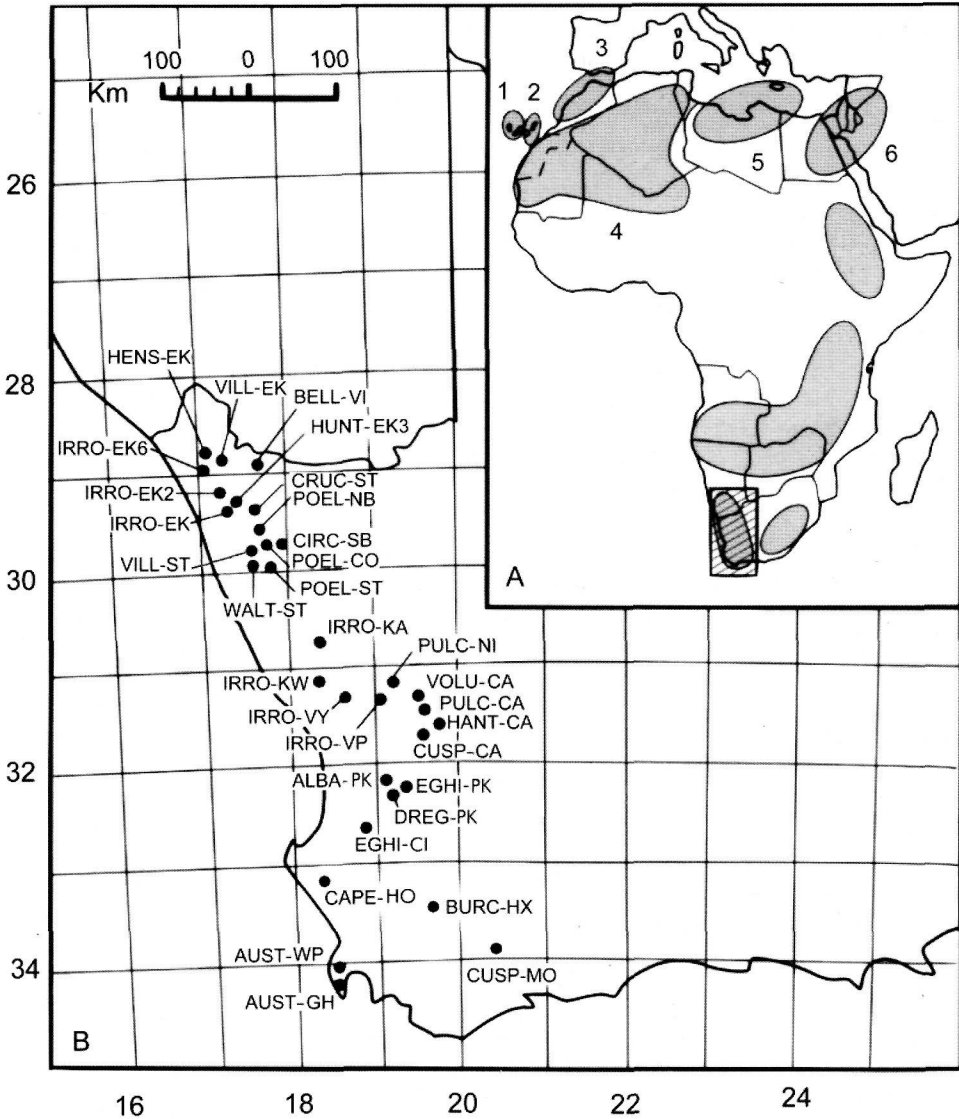 100 0 100
Km
26
28
30
32
34
16 18 20 22 24
HENS-EK
VILL-EK
BELL-VI
HUNT-EK3
IRRO-EK6
IRRO-EK2
CRUC-ST
POEL-NB
IRRO-EK
CIRC-SB
POEL-CO
VILL-ST
POEL-ST
WALT-ST
IRRO-KA
PULC-NI
IRRO-KW
VOLU-CA
PULC-CA
IRRO-VY
HANT-CA
IRRO-VP
CUSP-CA
ALBA-PK
EGHI-PK
DREG-PK
EGHI-CI
CAPE-HO
BURC-HX
AUST-WP
CUSP-MO
AUST-GH
B
1 2
3
4
5
6
A